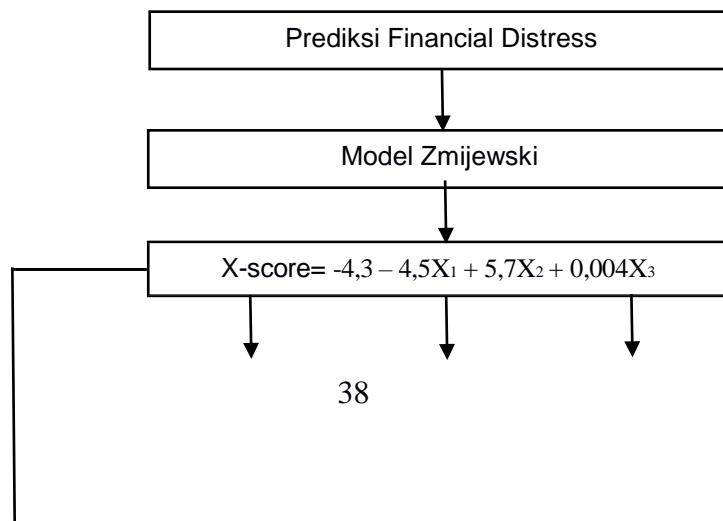 Prediksi Financial Distress
Model Zmijewski
X-score= -4,3 – 4,5X₁ + 5,7X₂ + 0,004X₃
38